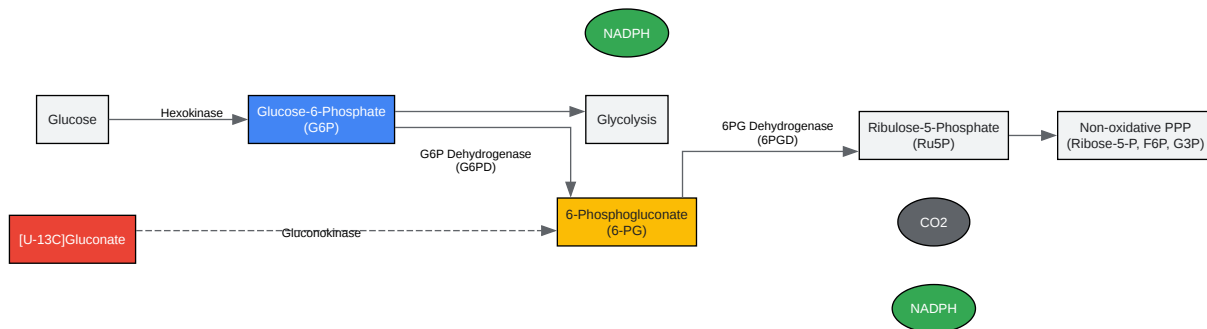 NADPH
Glucose
Hexokinase
Glucose-6-Phosphate
(G6P)
Glycolysis
G6P Dehydrogenase
(G6PD)
6PG Dehydrogenase
(6PGD)
Ribulose-5-Phosphate
(Ru5P)
Non-oxidative PPP
(Ribose-5-P, F6P, G3P)
[U-13C]Gluconate
Gluconokinase
6-Phosphogluconate
(6-PG)
CO2
NADPH